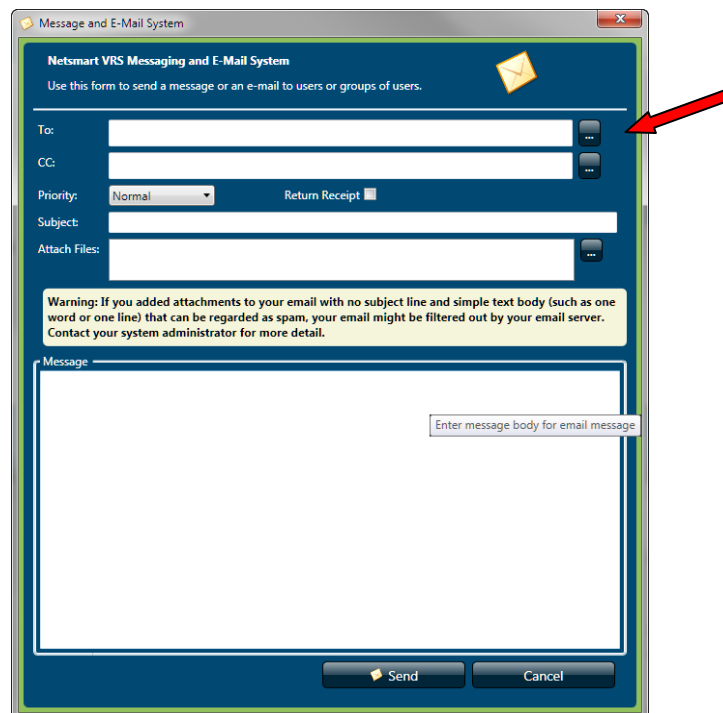 Message and E-Mail System
Netsmart VRS Messaging and E-Mail System
Use this form to send a message or an e-mail to users or groups of users.
To:
...
CC:
...
Priority: Normal Return Receipt
Subject:
Attach Files:
...
Warning: If you added attachments to your email with no subject line and simple text body (such as one
word or one line) that can be regarded as spam, your email might be filtered out by your email server.
Contact your system administrator for more detail.
Message
Enter message body for email message
Send Cancel